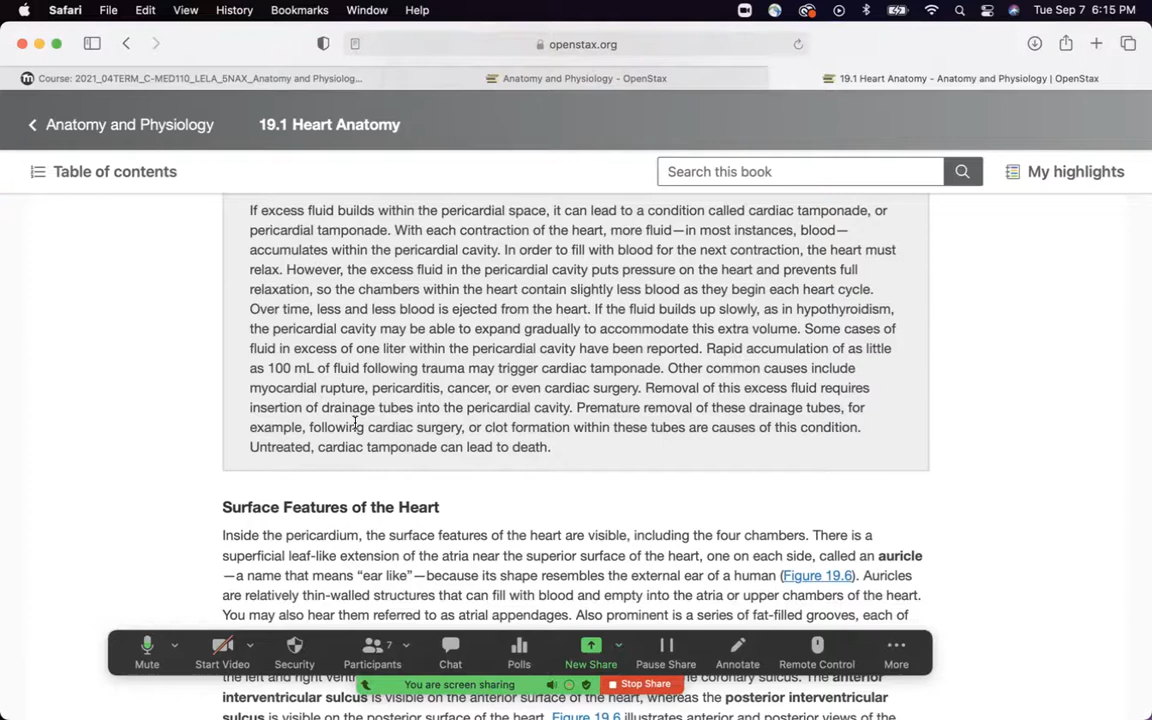 Safari File Edit View History Bookmarks Window Help Tue Sep 7 6:15 PM
openstax.org
Course: 2021_04TERM_C-MED110_LELA_5NAX_Anatomy and Physiolog... Anatomy and Physiology - OpenStax 19.1 Heart Anatomy - Anatomy and Physiology | OpenStax
Anatomy and Physiology 19.1 Heart Anatomy
Table of contents Search this book My highlights
If excess fluid builds within the pericardial space, it can lead to a condition called cardiac tamponade, or
pericardial tamponade. With each contraction of the heart, more fluid—in most instances, blood—
accumulates within the pericardial cavity. In order to fill with blood for the next contraction, the heart must
relax. However, the excess fluid in the pericardial cavity puts pressure on the heart and prevents full
relaxation, so the chambers within the heart contain slightly less blood as they begin each heart cycle.
Over time, less and less blood is ejected from the heart. If the fluid builds up slowly, as in hypothyroidism,
the pericardial cavity may be able to expand gradually to accommodate this extra volume. Some cases of
fluid in excess of one liter within the pericardial cavity have been reported. Rapid accumulation of as little
as 100 mL of fluid following trauma may trigger cardiac tamponade. Other common causes include
myocardial rupture, pericarditis, cancer, or even cardiac surgery. Removal of this excess fluid requires
insertion of drainage tubes into the pericardial cavity. Premature removal of these drainage tubes, for
example, following cardiac surgery, or clot formation within these tubes are causes of this condition.
Untreated, cardiac tamponade can lead to death.
Surface Features of the Heart
Inside the pericardium, the surface features of the heart are visible, including the four chambers. There is a
superficial leaf-like extension of the atria near the superior surface of the heart, one on each side, called an auricle
—a name that means “ear like”—because its shape resembles the external ear of a human (Figure 19.6). Auricles
are relatively thin-walled structures that can fill with blood and empty into the atria or upper chambers of the heart.
You may also hear them referred to as atrial appendages. Also prominent is a series of fat-filled grooves, each of
7
Mute Start Video Security Participants Chat Polls New Share Pause Share Annotate Remote Control More
You are screen sharing Stop Share
the left and right coronary sulcus. The anterior
interventricular sulcus is visible on the anterior surface of the heart, whereas the posterior interventricular
sulcus is visible on the posterior surface of the heart. Figure 19.6 illustrates anterior and posterior views of the